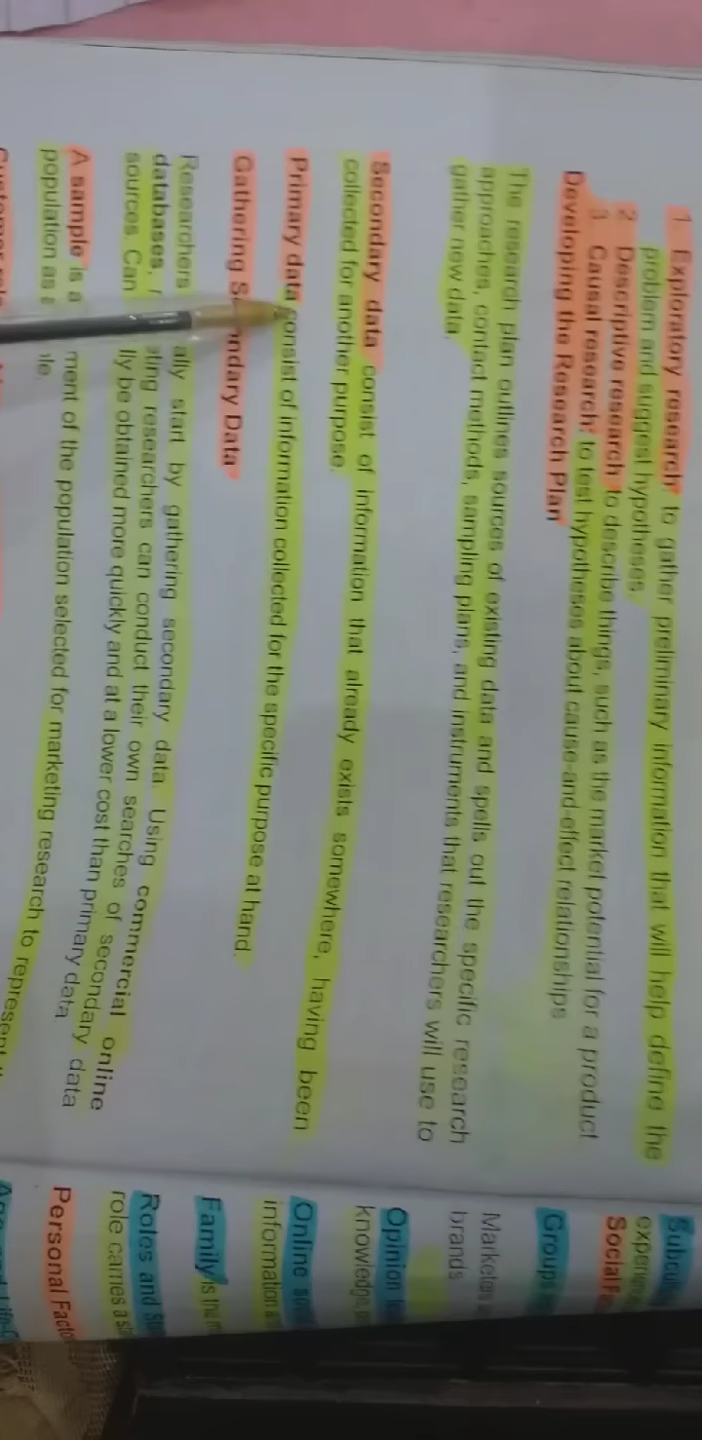 1. Exploratory research, to gather preliminary information that will help define the
problem and suggest hypotheses
2. Descriptive research to describe things, such as the market potential for a product
3. Causal research, to test hypotheses about cause-and-effect relationships
Developing the Research Plan
The research plan outlines sources of existing data and spells out the specific research
approaches, contact methods, sampling plans, and instruments that researchers will use to
gather new data.
Secondary data consist of information that already exists somewhere, having been
collected for another purpose.
Primary data consist of information collected for the specific purpose at hand.
Gathering Data
Researchers start by gathering secondary data. Using commercial online
databases, researchers can conduct their own searches of secondary data
sources. Can be obtained more quickly and at a lower cost than primary data
A sample is a of the population selected for marketing research to represent
population as
Social
Groups
Marketers
brands
Opinion
knowledge,
Online
information
Family is the
Roles and
role carries a
Personal